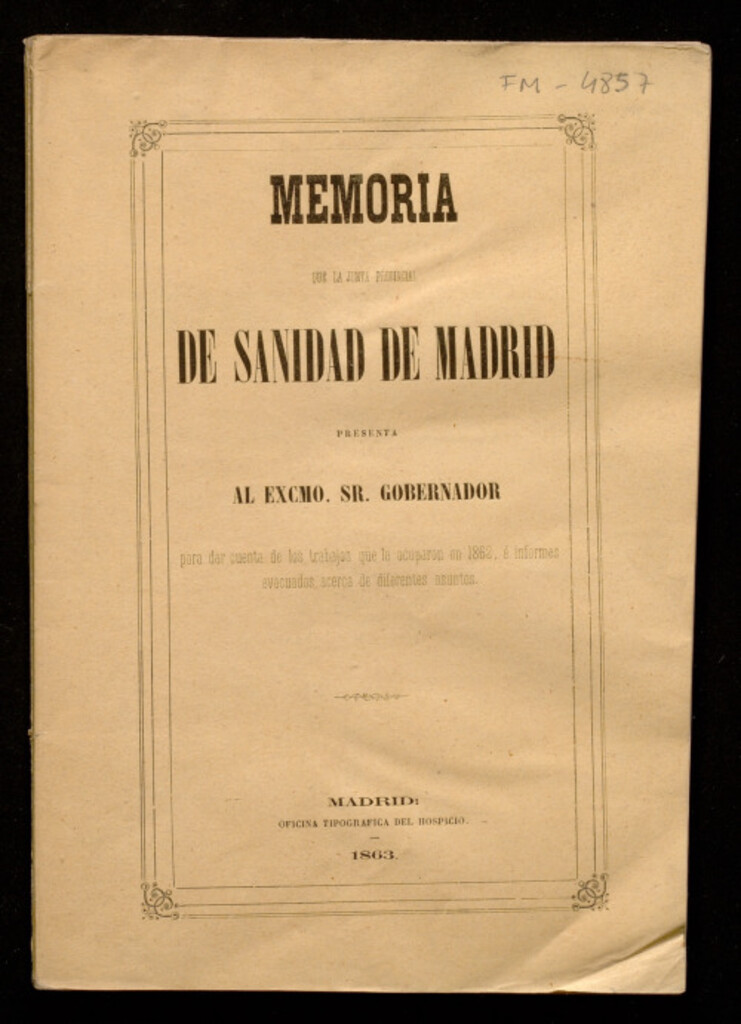 FM - 4857
MEMORIA
QUE LA JUNTA PROVINCIAL
DE SANIDAD DE MADRID
PRESENTA
AL EXCMO. SR. GOBERNADOR
para dar cuenta de los trabajos que la ocuparon en 1862, é informes
evacuados acerca de diferentes asuntos.
MADRID:
OFICINA TIPOGRAFICA DEL HOSPICIO.
1863.